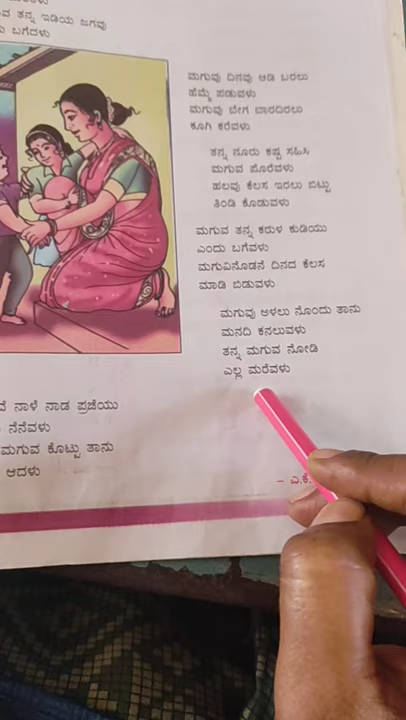 ವ ತನ್ನ ಇಡಿಯ ಜಗವು
ಬಗೆದಳು
ಮಗುವು ದಿನವು ಆಡಿ ಬರಲು
ಹೆಮ್ಮೆ ಪಡುವಳು
ಮಗುವು ಬೇಗ ಬಾರದಿರಲು
ಕೂಗಿ ಕರೆವಳು
ತನ್ನ ನೂರು ಕಷ್ಟ ಸಹಿಸಿ
ಮಗುವ ಪೊರೆವಳು
ಹಲವು ಕೆಲಸ ಇರಲು ಬಿಟ್ಟು
ತಿಂಡಿ ಕೊಡುವಳು
ಮಗುವ ತನ್ನ ಕರುಳ ಕುಡಿಯು
ಎಂದು ಬಗೆವಳು
ಮಗುವಿನೊಡನೆ ದಿನದ ಕೆಲಸ
ಮಾಡಿ ಬಿಡುವಳು
ಮಗುವು ಅಳಲು ನೊಂದು ತಾನು
ಮನದಿ ಕನಲುವಳು
ತನ್ನ ಮಗುವ ನೋಡಿ
ಎಲ್ಲ ಮರೆವಳು
ವೆ ನಾಳೆ ನಾಡ ಪ್ರಜೆಯು
ನೆನೆವಳು
ಮಗುವ ಕೊಟ್ಟು ತಾನು
ಆದಳು
– ಎ.ಕೆ.